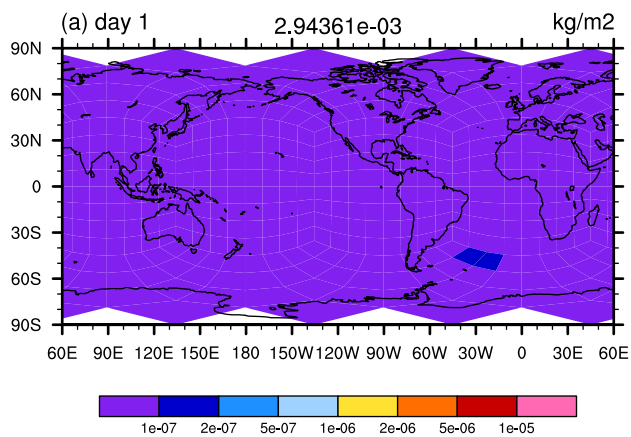 (a) day 1 2.94361e-03 kg/m2
90N
60N
30N
0
30S
60S
90S
60E 90E 120E 150E 180 150W 120W 90W 60W 30W 0 30E 60E
1e-07 2e-07 5e-07 1e-06 2e-06 5e-06 1e-05